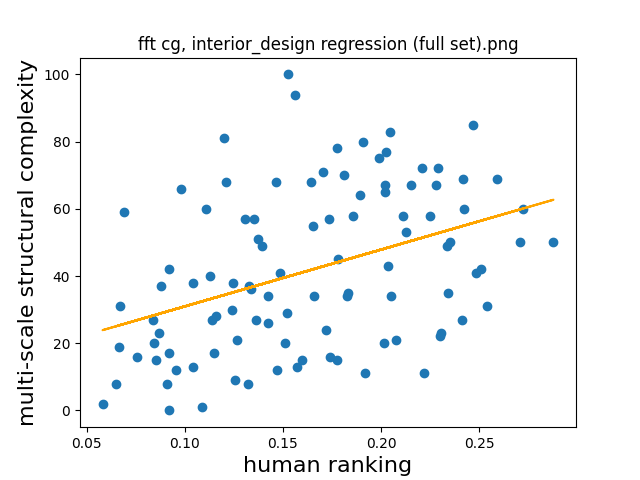 fft cg, interior_design regression (full set).png
multi-scale structural complexity
100
80
60
40
20
0
0.05 0.10 0.15 0.20 0.25
human ranking